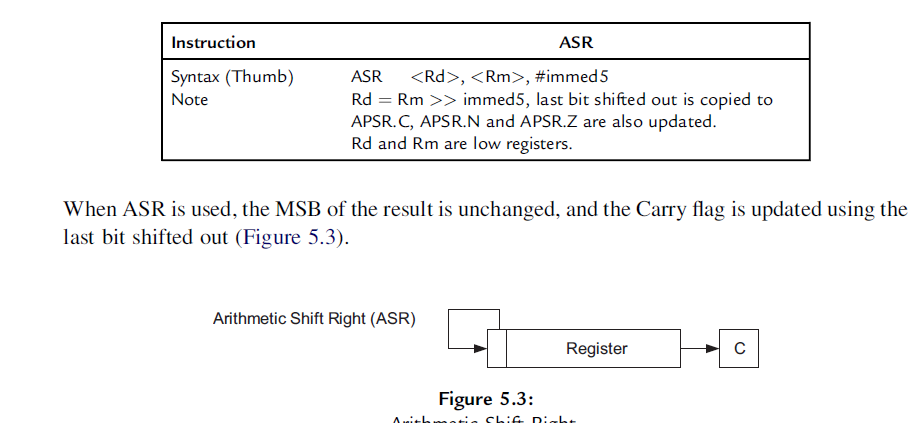 Instruction ASR
Syntax (Thumb) ASR <Rd>, <Rm>, #immed5
Note Rd = Rm >> immed5, last bit shifted out is copied to
APSR.C, APSR.N and APSR.Z are also updated.
Rd and Rm are low registers.
When ASR is used, the MSB of the result is unchanged, and the Carry flag is updated using the
last bit shifted out (Figure 5.3).
Arithmetic Shift Right (ASR)
Register C
Figure 5.3:
Arithmetic Shift Right